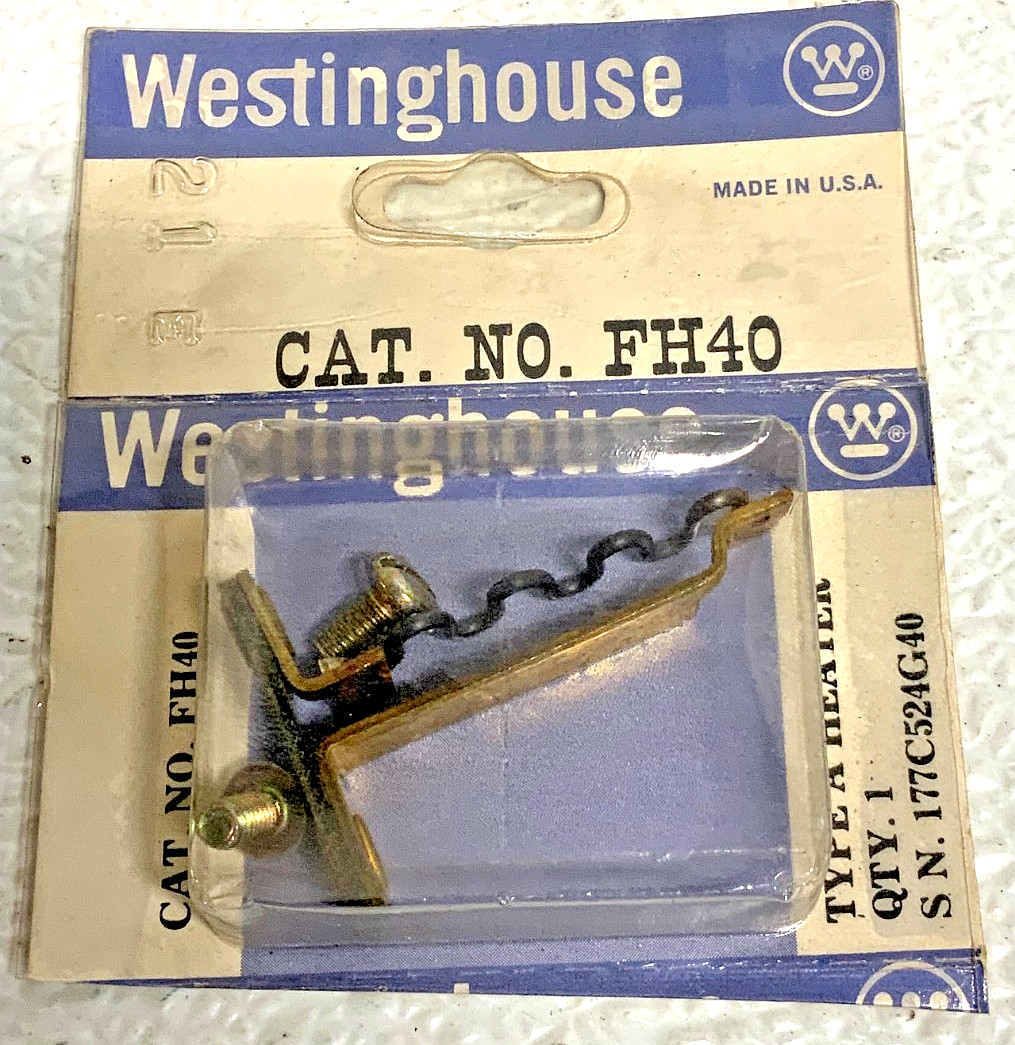 Westinghouse
W ®
MADE IN U.S.A.
21 E
CAT. NO. FH40
Westinghouse
W ®
CAT. NO. FH40
TYPE A HEATER
QTY. 1
S N. 177C524G40